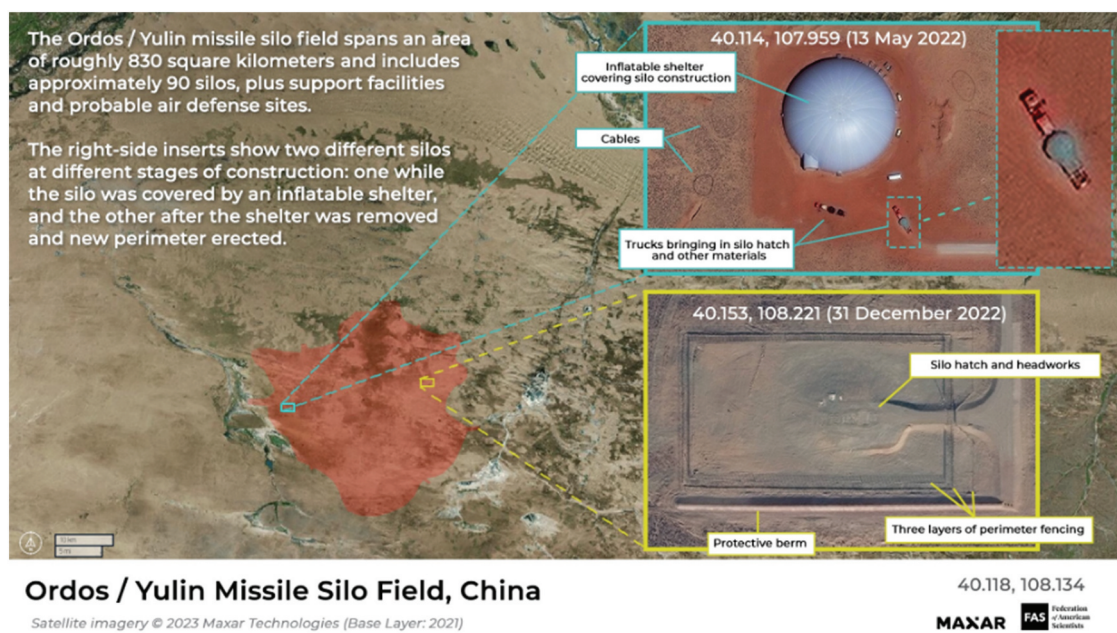 The Ordos / Yulin missile silo field spans an area
of roughly 830 square kilometers and includes
approximately 90 silos, plus support facilities
and probable air defense sites.
The right-side inserts show two different silos
at different stages of construction: one while
the silo was covered by an inflatable shelter,
and the other after the shelter was removed
and new perimeter erected.
40.114, 107.959 (13 May 2022)
Inflatable shelter
covering silo construction
Cables
Trucks bringing in silo hatch
and other materials
40.153, 108.221 (31 December 2022)
Silo hatch and headworks
Three layers of perimeter fencing
Protective berm
10 km
5 mi
Ordos / Yulin Missile Silo Field, China
40.118, 108.134
Satellite imagery © 2023 Maxar Technologies (Base Layer: 2021)
MAXAR
FAS
Federation
of American
Scientists